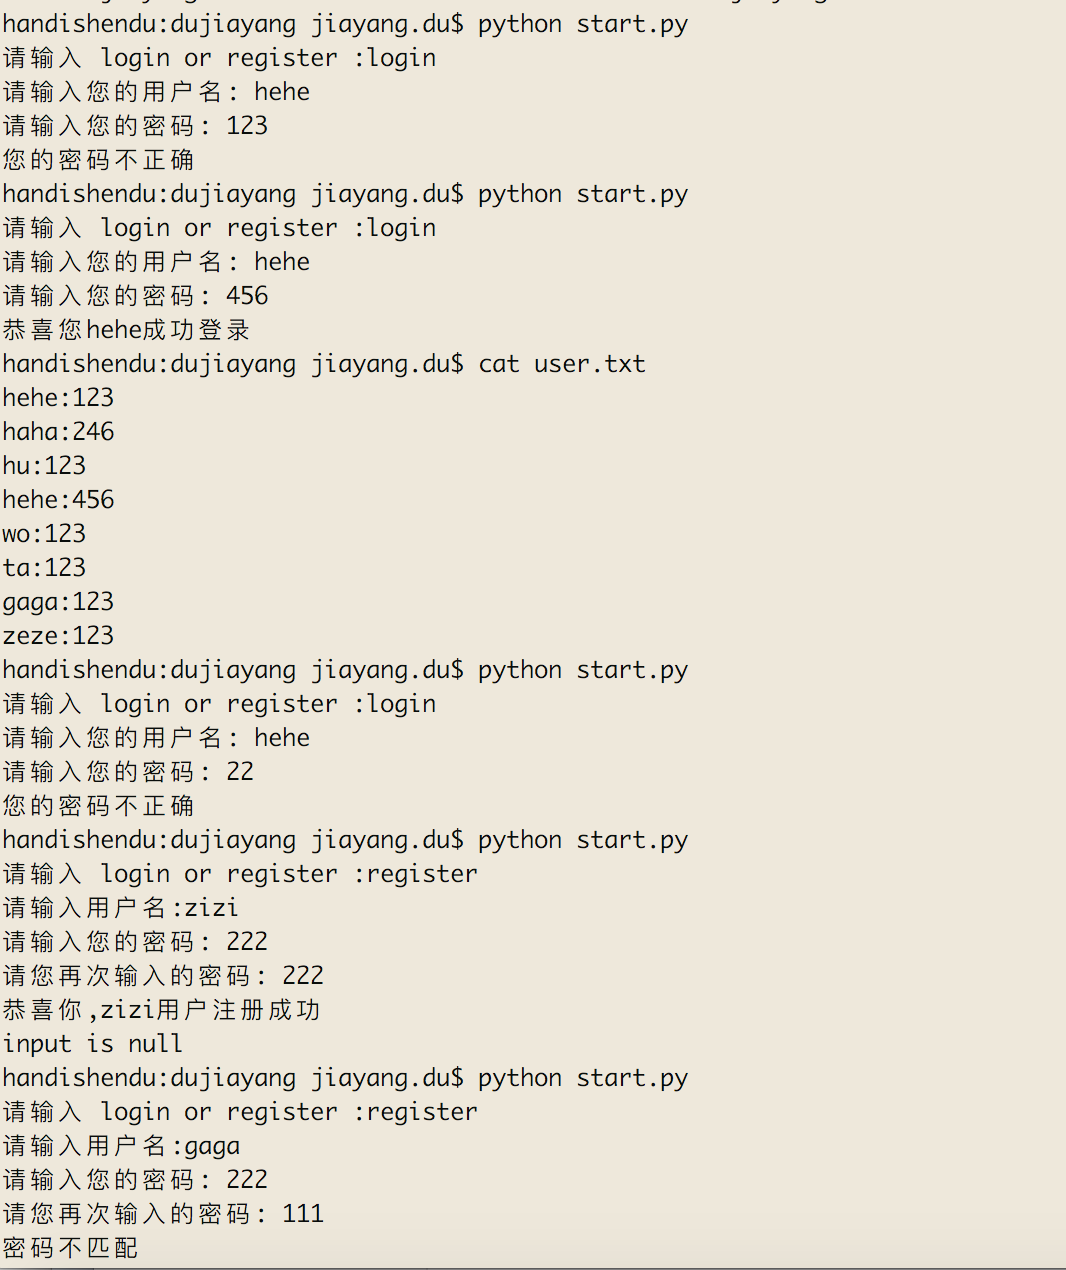 handishendu:dujiayang jiayang.du$ python start.py
请输入 login or register :login
请输入您的用户名: hehe
请输入您的密码: 123
您的密码不正确
handishendu:dujiayang jiayang.du$ python start.py
请输入 login or register :login
请输入您的用户名: hehe
请输入您的密码: 456
恭喜您hehe成功登录
handishendu:dujiayang jiayang.du$ cat user.txt
hehe:123
haha:246
hu:123
hehe:456
wo:123
ta:123
gaga:123
zeze:123
handishendu:dujiayang jiayang.du$ python start.py
请输入 login or register :login
请输入您的用户名: hehe
请输入您的密码: 22
您的密码不正确
handishendu:dujiayang jiayang.du$ python start.py
请输入 login or register :register
请输入用户名:zizi
请输入您的密码: 222
请您再次输入的密码: 222
恭喜你,zizi用户注册成功
input is null
handishendu:dujiayang jiayang.du$ python start.py
请输入 login or register :register
请输入用户名:gaga
请输入您的密码: 222
请您再次输入的密码: 111
密码不匹配